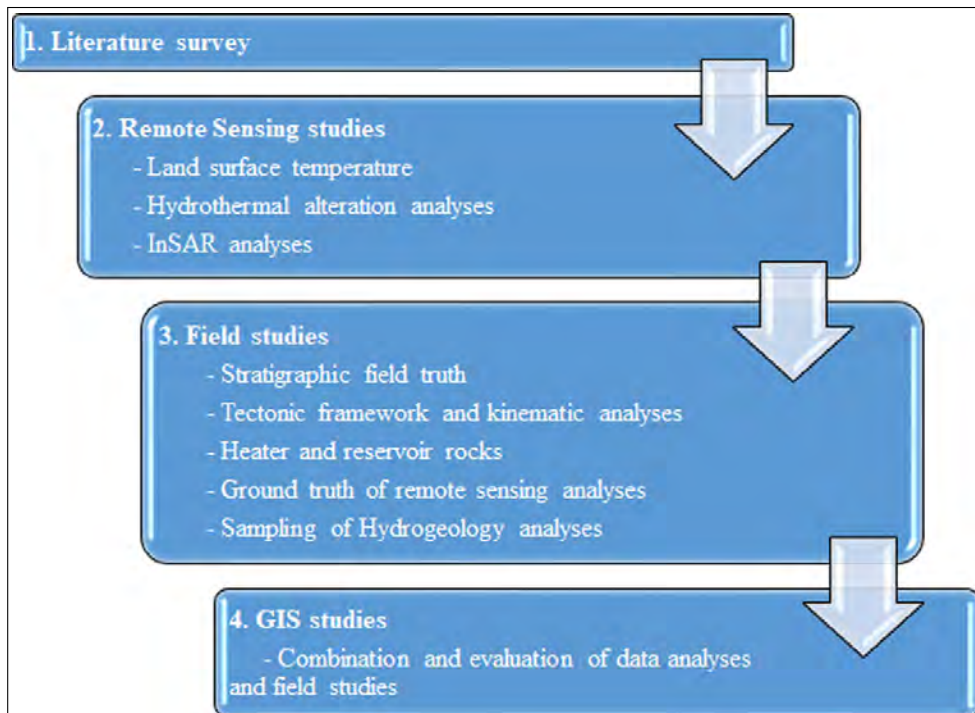 1. Literature survey
2. Remote Sensing studies
- Land surface temperature
- Hydrothermal alteration analyses
- InSAR analyses
3. Field studies
- Stratigraphic field truth
- Tectonic framework and kinematic analyses
- Heater and reservoir rocks
- Ground truth of remote sensing analyses
- Sampling of Hydrogeology analyses
4. GIS studies
- Combination and evaluation of data analyses
and field studies